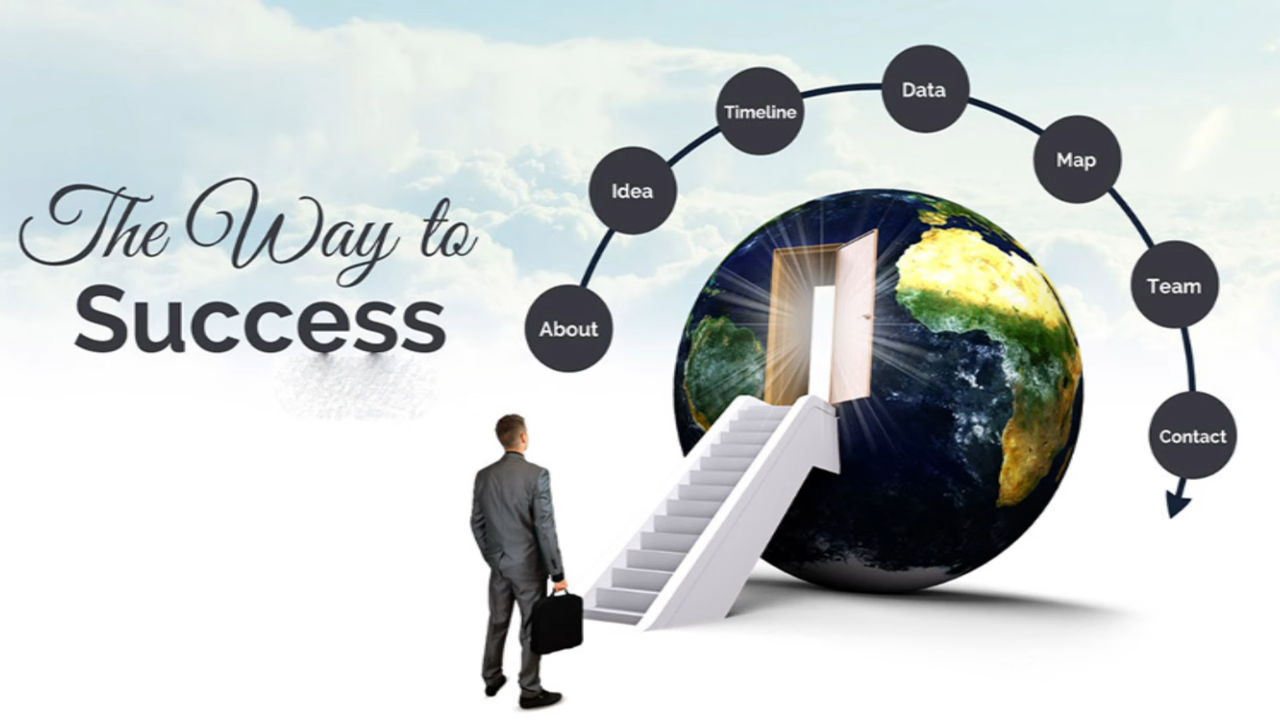 The Way to
Success
About
Idea
Timeline
Data
Map
Team
Contact